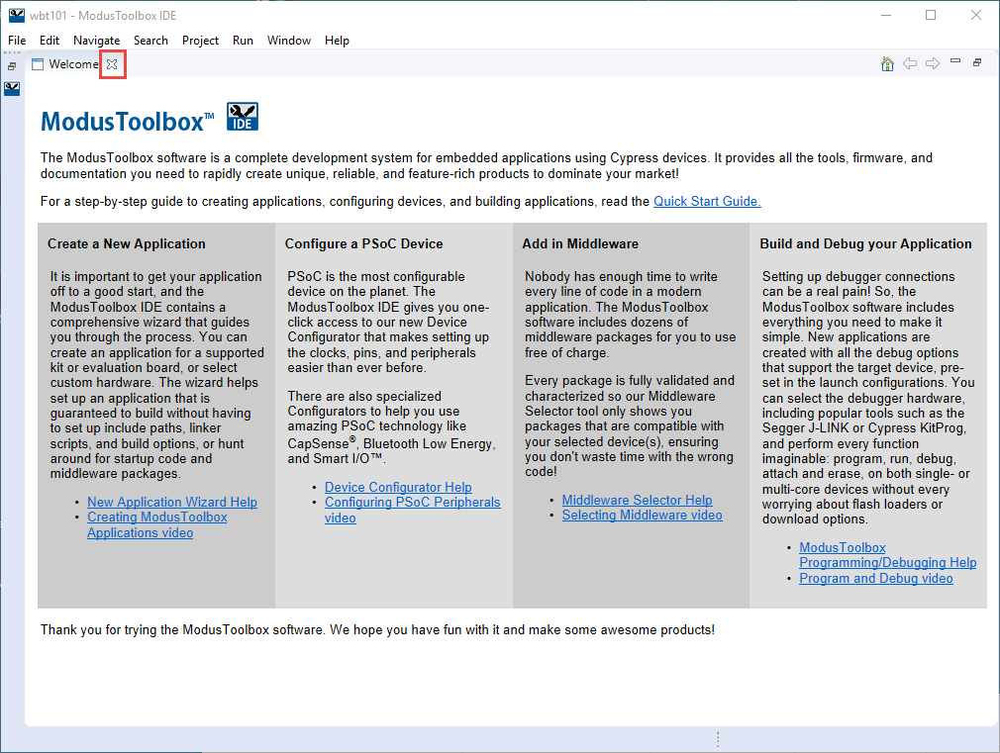 wbt101 - ModusToolbox IDE
File Edit Navigate Search Project Run Window Help
Welcome
ModusToolbox™ IDE
The ModusToolbox software is a complete development system for embedded applications using Cypress devices. It provides all the tools, firmware, and
documentation you need to rapidly create unique, reliable, and feature-rich products to dominate your market!
For a step-by-step guide to creating applications, configuring devices, and building applications, read the Quick Start Guide.
Create a New Application
It is important to get your application
off to a good start, and the
ModusToolbox IDE contains a
comprehensive wizard that guides
you through the process. You can
create an application for a supported
kit or evaluation board, or select
custom hardware. The wizard helps
set up an application that is
guaranteed to build without having
to set up include paths, linker
scripts, and build options, or hunt
around for startup code and
middleware packages.
• New Application Wizard Help
• Creating ModusToolbox
Applications video
Configure a PSoC Device
PSoC is the most configurable
device on the planet. The
ModusToolbox IDE gives you one-
click access to our new Device
Configurator that makes setting up
the clocks, pins, and peripherals
easier than ever before.
There are also specialized
Configurators to help you use
amazing PSoC technology like
CapSense®, Bluetooth Low Energy,
and Smart I/O™.
• Device Configurator Help
• Configuring PSoC Peripherals
video
Add in Middleware
Nobody has enough time to write
every line of code in a modern
application. The ModusToolbox
software includes dozens of
middleware packages for you to use
free of charge.
Every package is fully validated and
characterized so our Middleware
Selector tool only shows you
packages that are compatible with
your selected device(s), ensuring
you don't waste time with the wrong
code!
• Middleware Selector Help
• Selecting Middleware video
Build and Debug your Application
Setting up debugger connections
can be a real pain! So, the
ModusToolbox software includes
everything you need to make it
simple. New applications are
created with all the debug options
that support the target device, pre-
set in the launch configurations. You
can select the debugger hardware,
including popular tools such as the
Segger J-LINK or Cypress KitProg,
and perform every function
imaginable: program, run, debug,
attach and erase, on both single- or
multi-core devices without every
worrying about flash loaders or
download options.
• ModusToolbox
Programming/Debugging Help
• Program and Debug video
Thank you for trying the ModusToolbox software. We hope you have fun with it and make some awesome products!